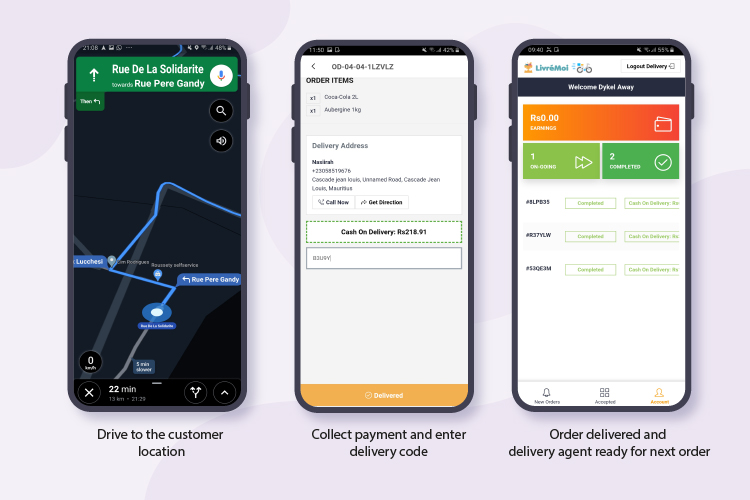 21:08
48%
Rue De La Solidarite
towards Rue Pere Gandy
Then
Lucchesi
Roussety selfservice
Rue Pere Gandy
Rue De La Solidarite
0
km/h
5 min
slower
22 min
13 km • 21:29
Drive to the customer
location
11:50
42%
OD-04-04-1LZVLZ
ORDER ITEMS
x1 Coca-Cola 2L
x1 Aubergine 1kg
Delivery Address
Nasiirah
+23058519676
Cascade jean louis, Unnamed Road, Cascade Jean
Louis, Mauritius
Call Now
Get Direction
Cash On Delivery: Rs218.91
B3U9Y
Delivered
Collect payment and enter
delivery code
09:40
55%
LivréMoi
Logout Delivery
Welcome Dykel Away
Rs0.00
EARNINGS
1
ON-GOING
2
COMPLETED
#8LPB35 Completed Cash On Delivery: Rs
#R37YLW Completed Cash On Delivery: Rs
#53QE3M Completed Cash On Delivery: Rs
New Orders
Accepted
Account
Order delivered and
delivery agent ready for next order